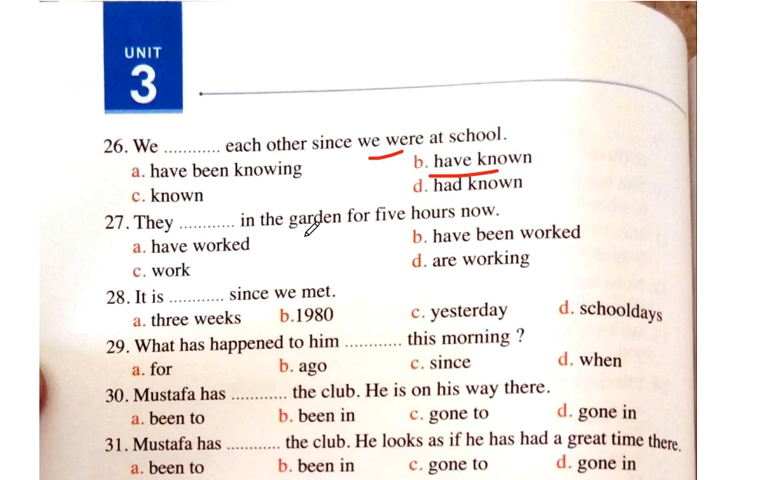 UNIT
3
26. We ............ each other since we were at school.
a. have been knowing b. have known
c. known d. had known
27. They ............ in the garden for five hours now.
a. have worked b. have been worked
c. work d. are working
28. It is ............ since we met.
a. three weeks b.1980 c. yesterday d. schooldays
29. What has happened to him ............ this morning ?
a. for b. ago c. since d. when
30. Mustafa has ............ the club. He is on his way there.
a. been to b. been in c. gone to d. gone in
31. Mustafa has ............ the club. He looks as if he has had a great time there.
a. been to b. been in c. gone to d. gone in